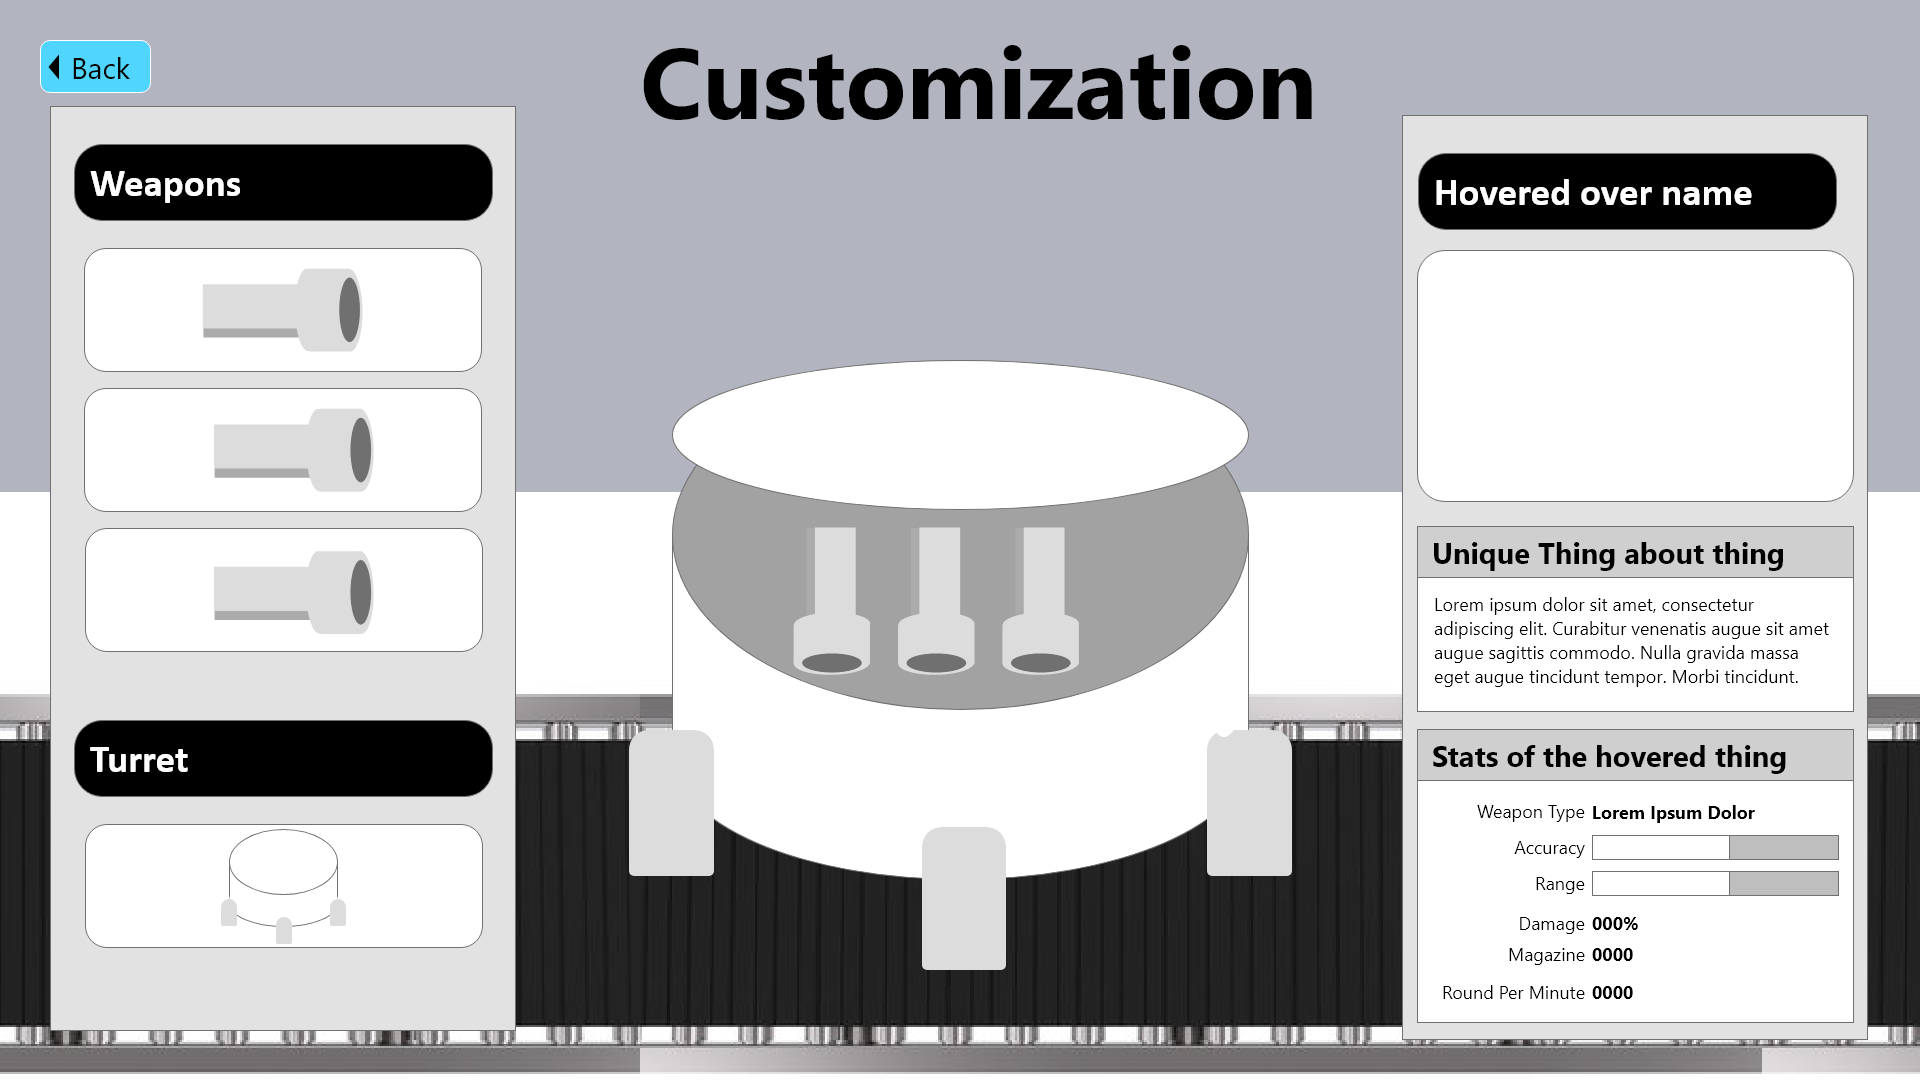 Back
Customization
Weapons
Turret
Hovered over name
Unique Thing about thing
Lorem ipsum dolor sit amet, consectetur
adipiscing elit. Curabitur venenatis augue sit amet
augue sagittis commodo. Nulla gravida massa
eget augue tincidunt tempor. Morbi tincidunt.
Stats of the hovered thing
Weapon Type Lorem Ipsum Dolor
Accuracy
Range
Damage 000%
Magazine 0000
Round Per Minute 0000